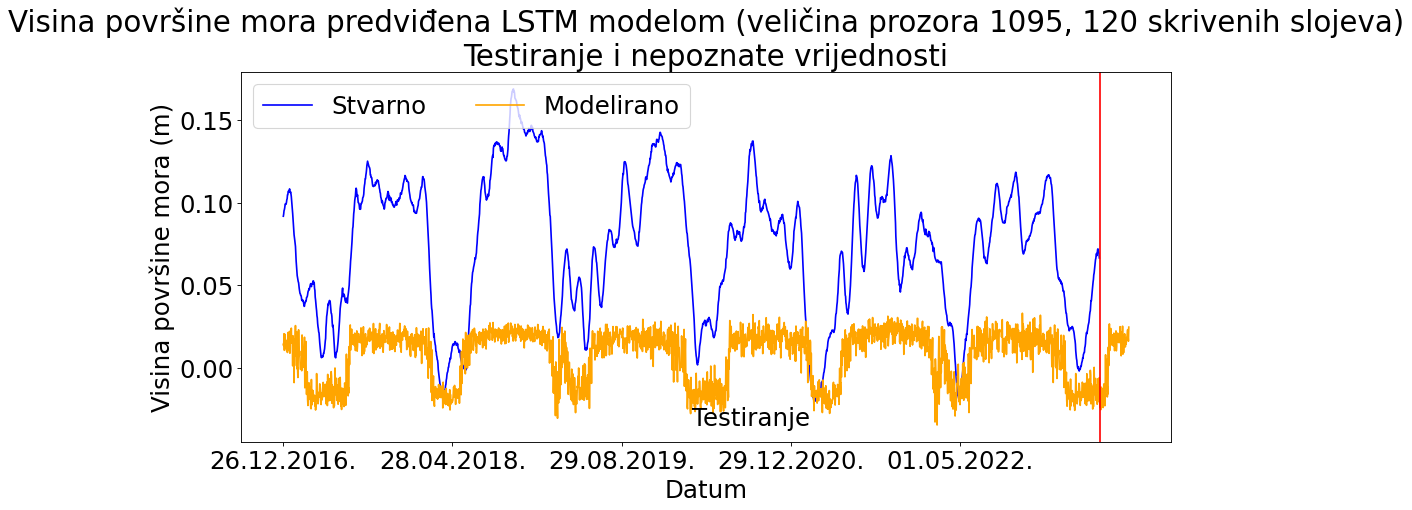 Visina površine mora predviđena LSTM modelom (veličina prozora 1095, 120 skrivenih slojeva)
Testiranje i nepoznate vrijednosti
Stvarno Modelirano
Visina površine mora (m)
0.15
0.10
0.05
0.00
Testiranje
26.12.2016. 28.04.2018. 29.08.2019. 29.12.2020. 01.05.2022.
Datum